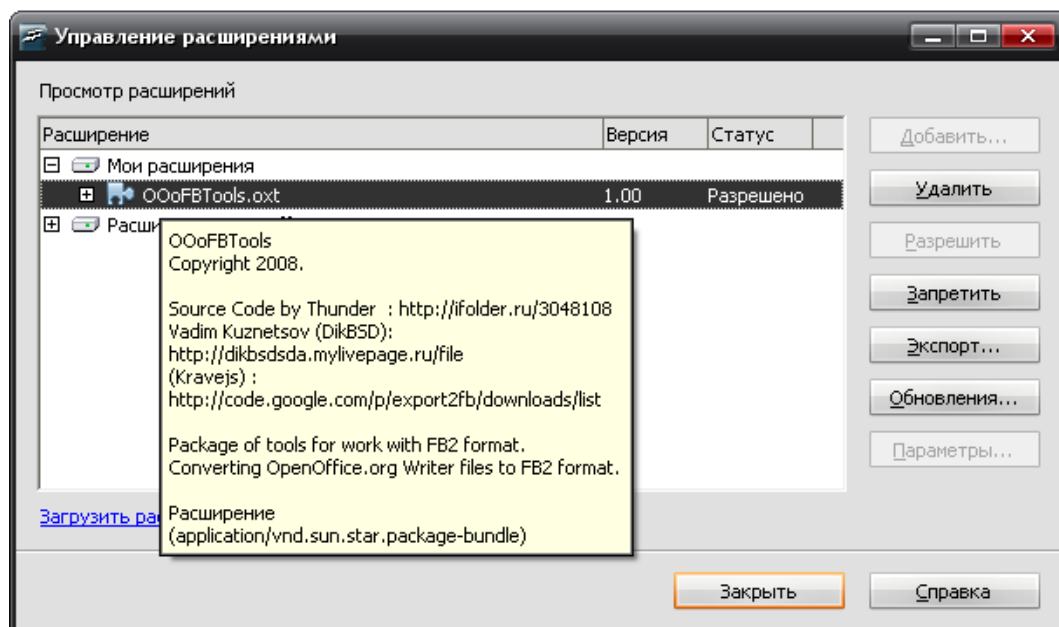 Управление расширениями
Просмотр расширений
Расширение Версия Статус
Мои расширения
OOoFBTools.oxt 1.00 Разрешено
OOoFBTools
Copyright 2008.
Source Code by Thunder : http://ifolder.ru/3048108
Vadim Kuznetsov (DikBSD):
http://dikbsdsda.mylivepage.ru/file
(Kravejs) :
http://code.google.com/p/export2fb/downloads/list
Package of tools for work with FB2 format.
Converting OpenOffice.org Writer files to FB2 format.
Расширение
(application/vnd.sun.star.package-bundle)
Загрузить
Добавить...
Удалить
Разрешить
Запретить
Экспорт...
Обновления...
Параметры...
Закрыть
Справка